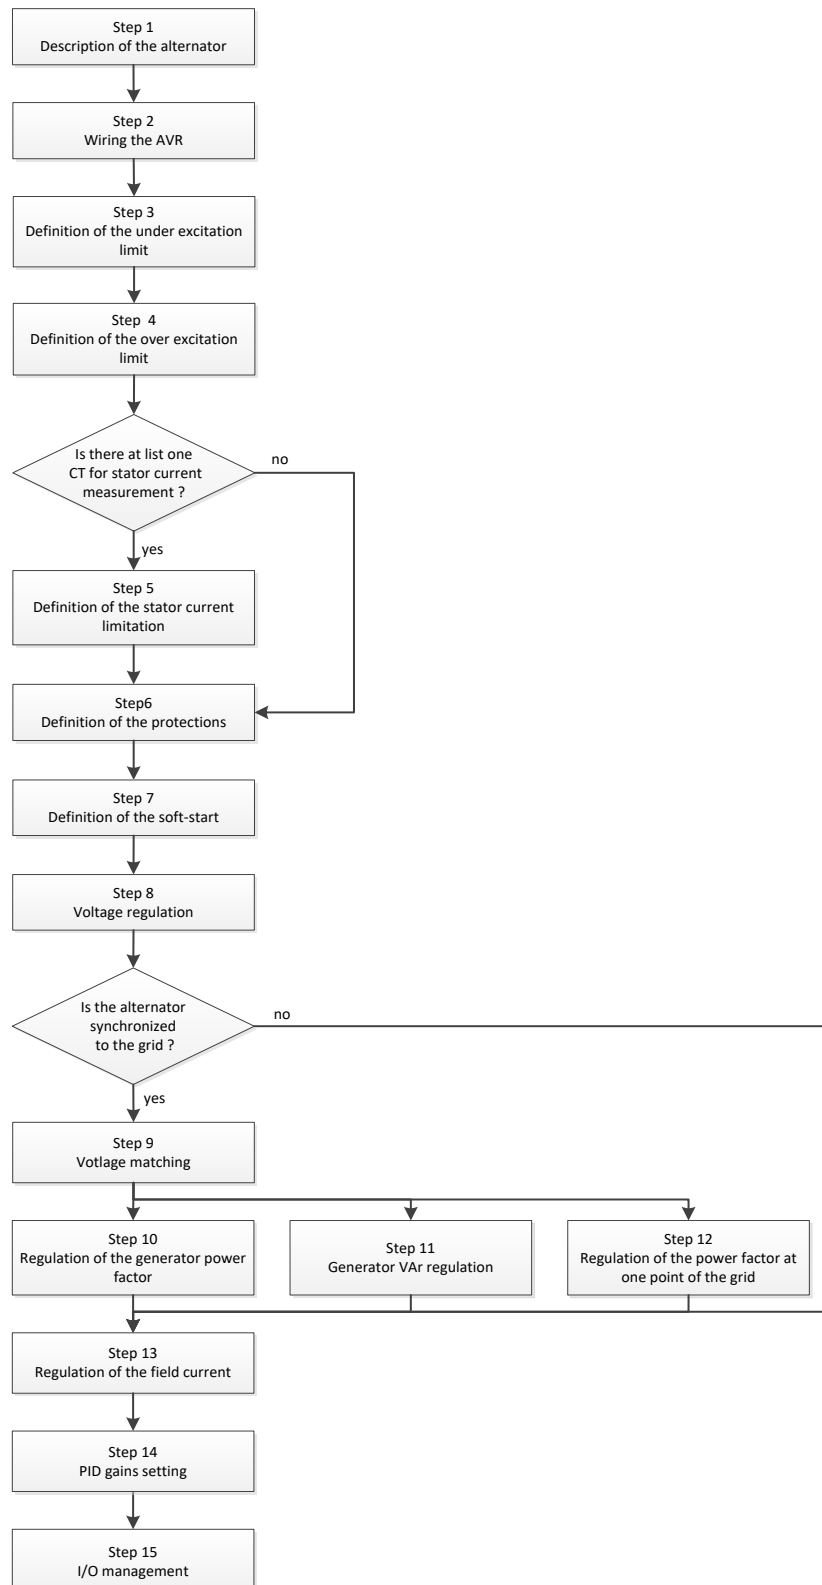 Step 1
Description of the alternator
Step 2
Wiring the AVR
Step 3
Definition of the under excitation
limit
Step 4
Definition of the over excitation
limit
Is there at list one
CT for stator current
measurement ?
no
yes
Step 5
Definition of the stator current
limitation
Step6
Definition of the protections
Step 7
Definition of the soft-start
Step 8
Voltage regulation
Is the alternator
synchronized
to the grid ?
no
yes
Step 9
Votlage matching
Step 10
Regulation of the generator power
factor
Step 11
Generator VAr regulation
Step 12
Regulation of the power factor at
one point of the grid
Step 13
Regulation of the field current
Step 14
PID gains setting
Step 15
I/O management